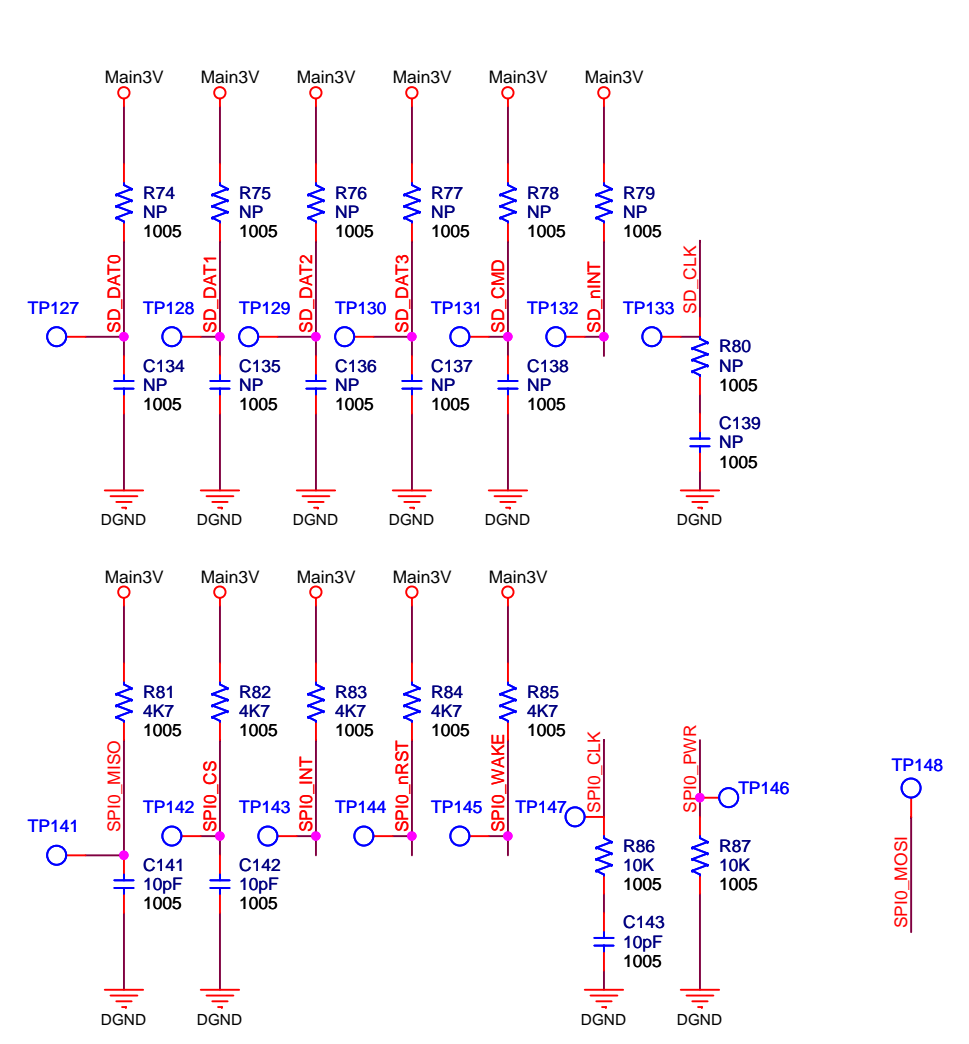 Main3V Main3V Main3V Main3V Main3V Main3V
R74 R75 R76 R77 R78 R79
NP NP NP NP NP NP
1005 1005 1005 1005 1005 1005
SD_DAT0 SD_DAT1 SD_DAT2 SD_DAT3 SD_CMD SD_nINT SD_CLK
TP127 TP128 TP129 TP130 TP131 TP132 TP133
R80
NP
1005
C134 C135 C136 C137 C138
NP NP NP NP NP
1005 1005 1005 1005 1005
C139
NP
1005
DGND DGND DGND DGND DGND DGND
Main3V Main3V Main3V Main3V Main3V
R81 R82 R83 R84 R85
4K7 4K7 4K7 4K7 4K7
1005 1005 1005 1005 1005
SPI0_MISO SPI0_CS SPI0_INT SPI0_nRST SPI0_WAKE SPI0_CLK SPI0_PWR
TP148
TP146
TP142 TP143 TP144 TP145 TP147
TP141
R86 R87
10K 10K
1005 1005
SPI0_MOSI
C141 C142
10pF 10pF
1005 1005
C143
10pF
1005
DGND DGND DGND DGND